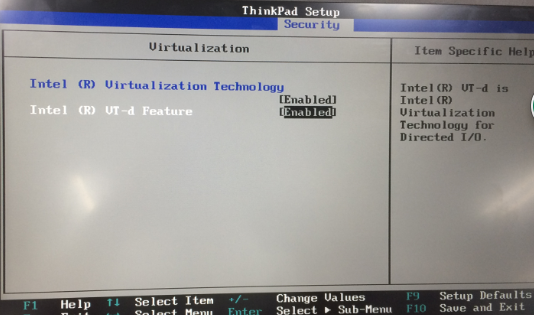 ThinkPad Setup
Security
Virtualization
Item Specific Help
Intel (R) Virtualization Technology
[Enabled]
Intel (R) VT-d Feature
[Enabled]
Intel(R) VT-d is
Intel(R)
Virtualization
Technology for
Directed I/O.
F1 Help ↑↓ Select Item +/- Change Values F9 Setup Defaults
Exit Select Menu Enter Select ▶ Sub-Menu F10 Save and Exit